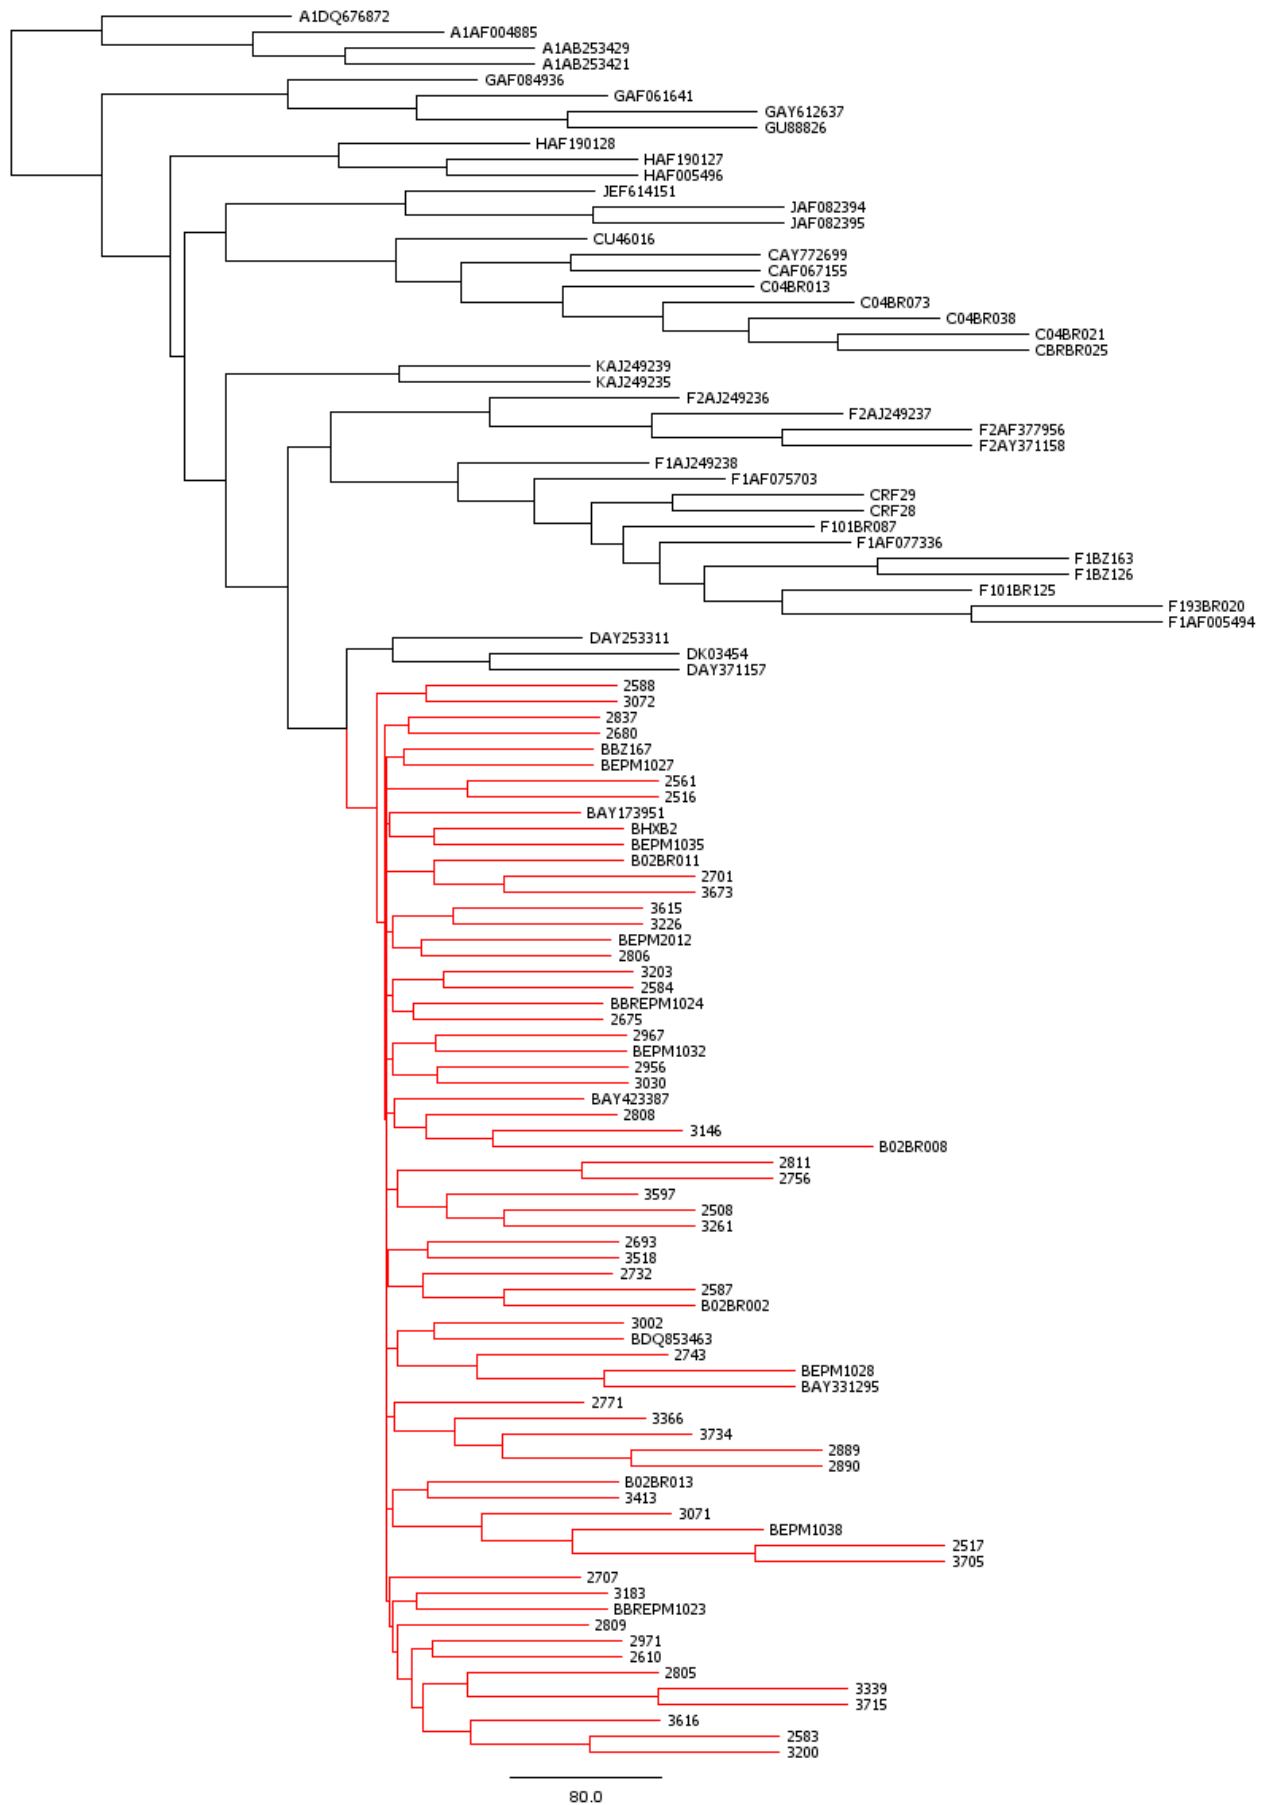 A1DQ676872
A1AF004885
A1AB253429
A1AB253421
GAF084936
GAF061641
GAY612637
GU88826
HAF190128
HAF190127
HAF005496
JEF614151
JAF082394
JAF082395
CU46016
CAY772699
CAF067155
C04BR013
C04BR073
C04BR038
C04BR021
CBRBR025
KAJ249239
KAJ249235
F2AJ249236
F2AJ249237
F2AF377956
F2AY371158
F1AJ249238
F1AF075703
CRF29
CRF28
F101BR087
F1AF077336
F1BZ163
F1BZ126
F101BR125
F193BR020
F1AF005494
DAY253311
DK03454
DAY371157
2588
3072
2837
2680
BBZ167
BEPM1027
2561
2516
BAY173951
BHXB2
BEPM1035
B02BR011
2701
3673
3615
3226
BEPM2012
2806
3203
2584
BBREPM1024
2675
2967
BEPM1032
2956
3030
BAY423387
2808
3146
B02BR008
2811
2756
3597
2508
3261
2693
3518
2732
2587
B02BR002
3002
BDQ853463
2743
BEPM1028
BAY331295
2771
3366
3734
2889
2890
B02BR013
3413
3071
BEPM1038
2517
3705
2707
3183
BBREPM1023
2809
2971
2610
2805
3339
3715
3616
2583
3200
80.0